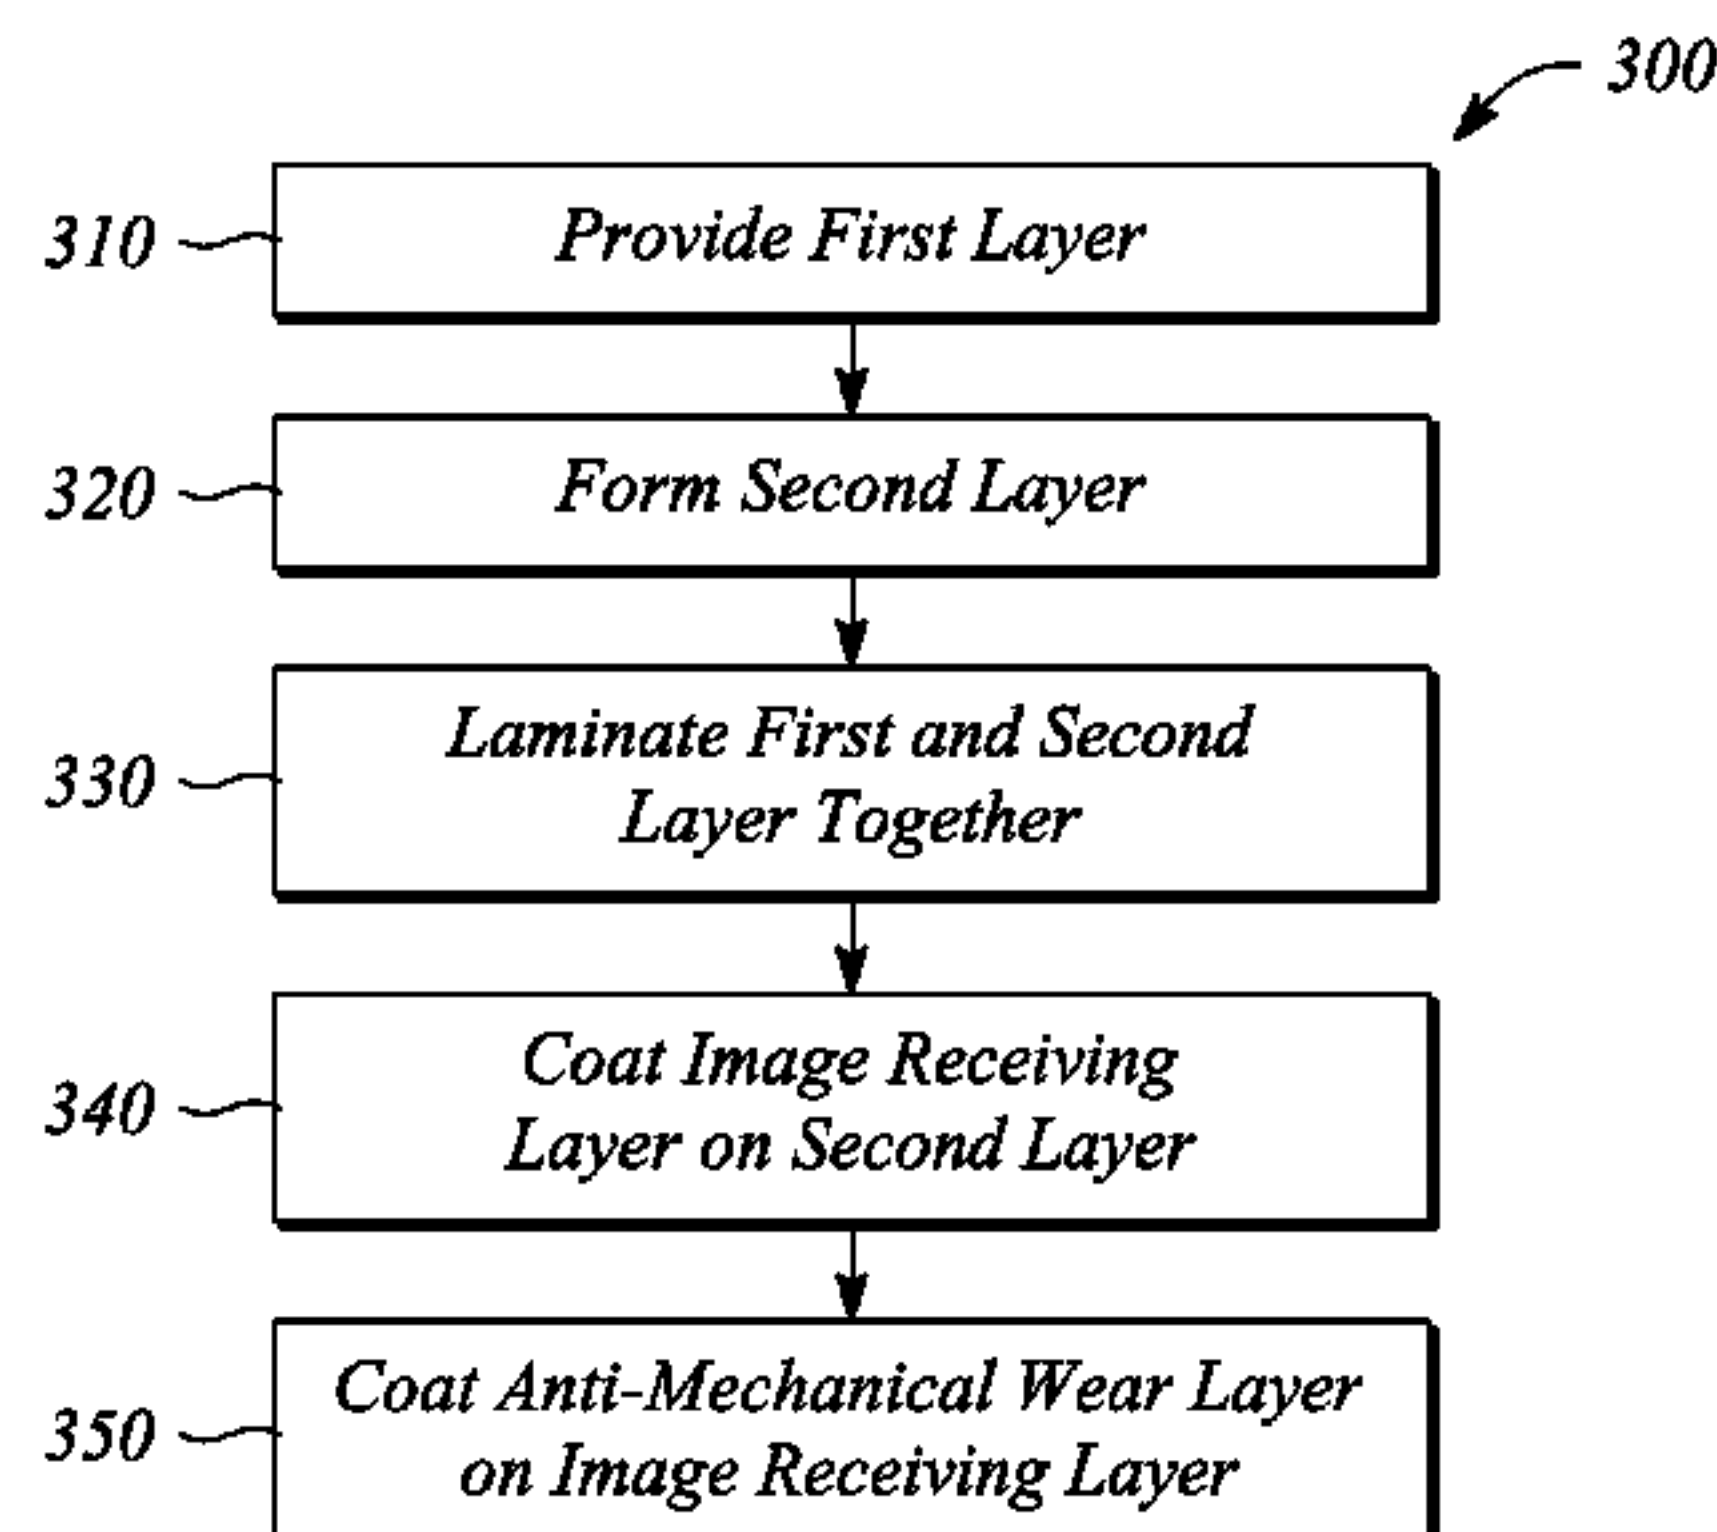 300
310
Provide First Layer
320
Form Second Layer
330
Laminate First and Second
Layer Together
340
Coat Image Receiving
Layer on Second Layer
350
Coat Anti-Mechanical Wear Layer
on Image Receiving Layer